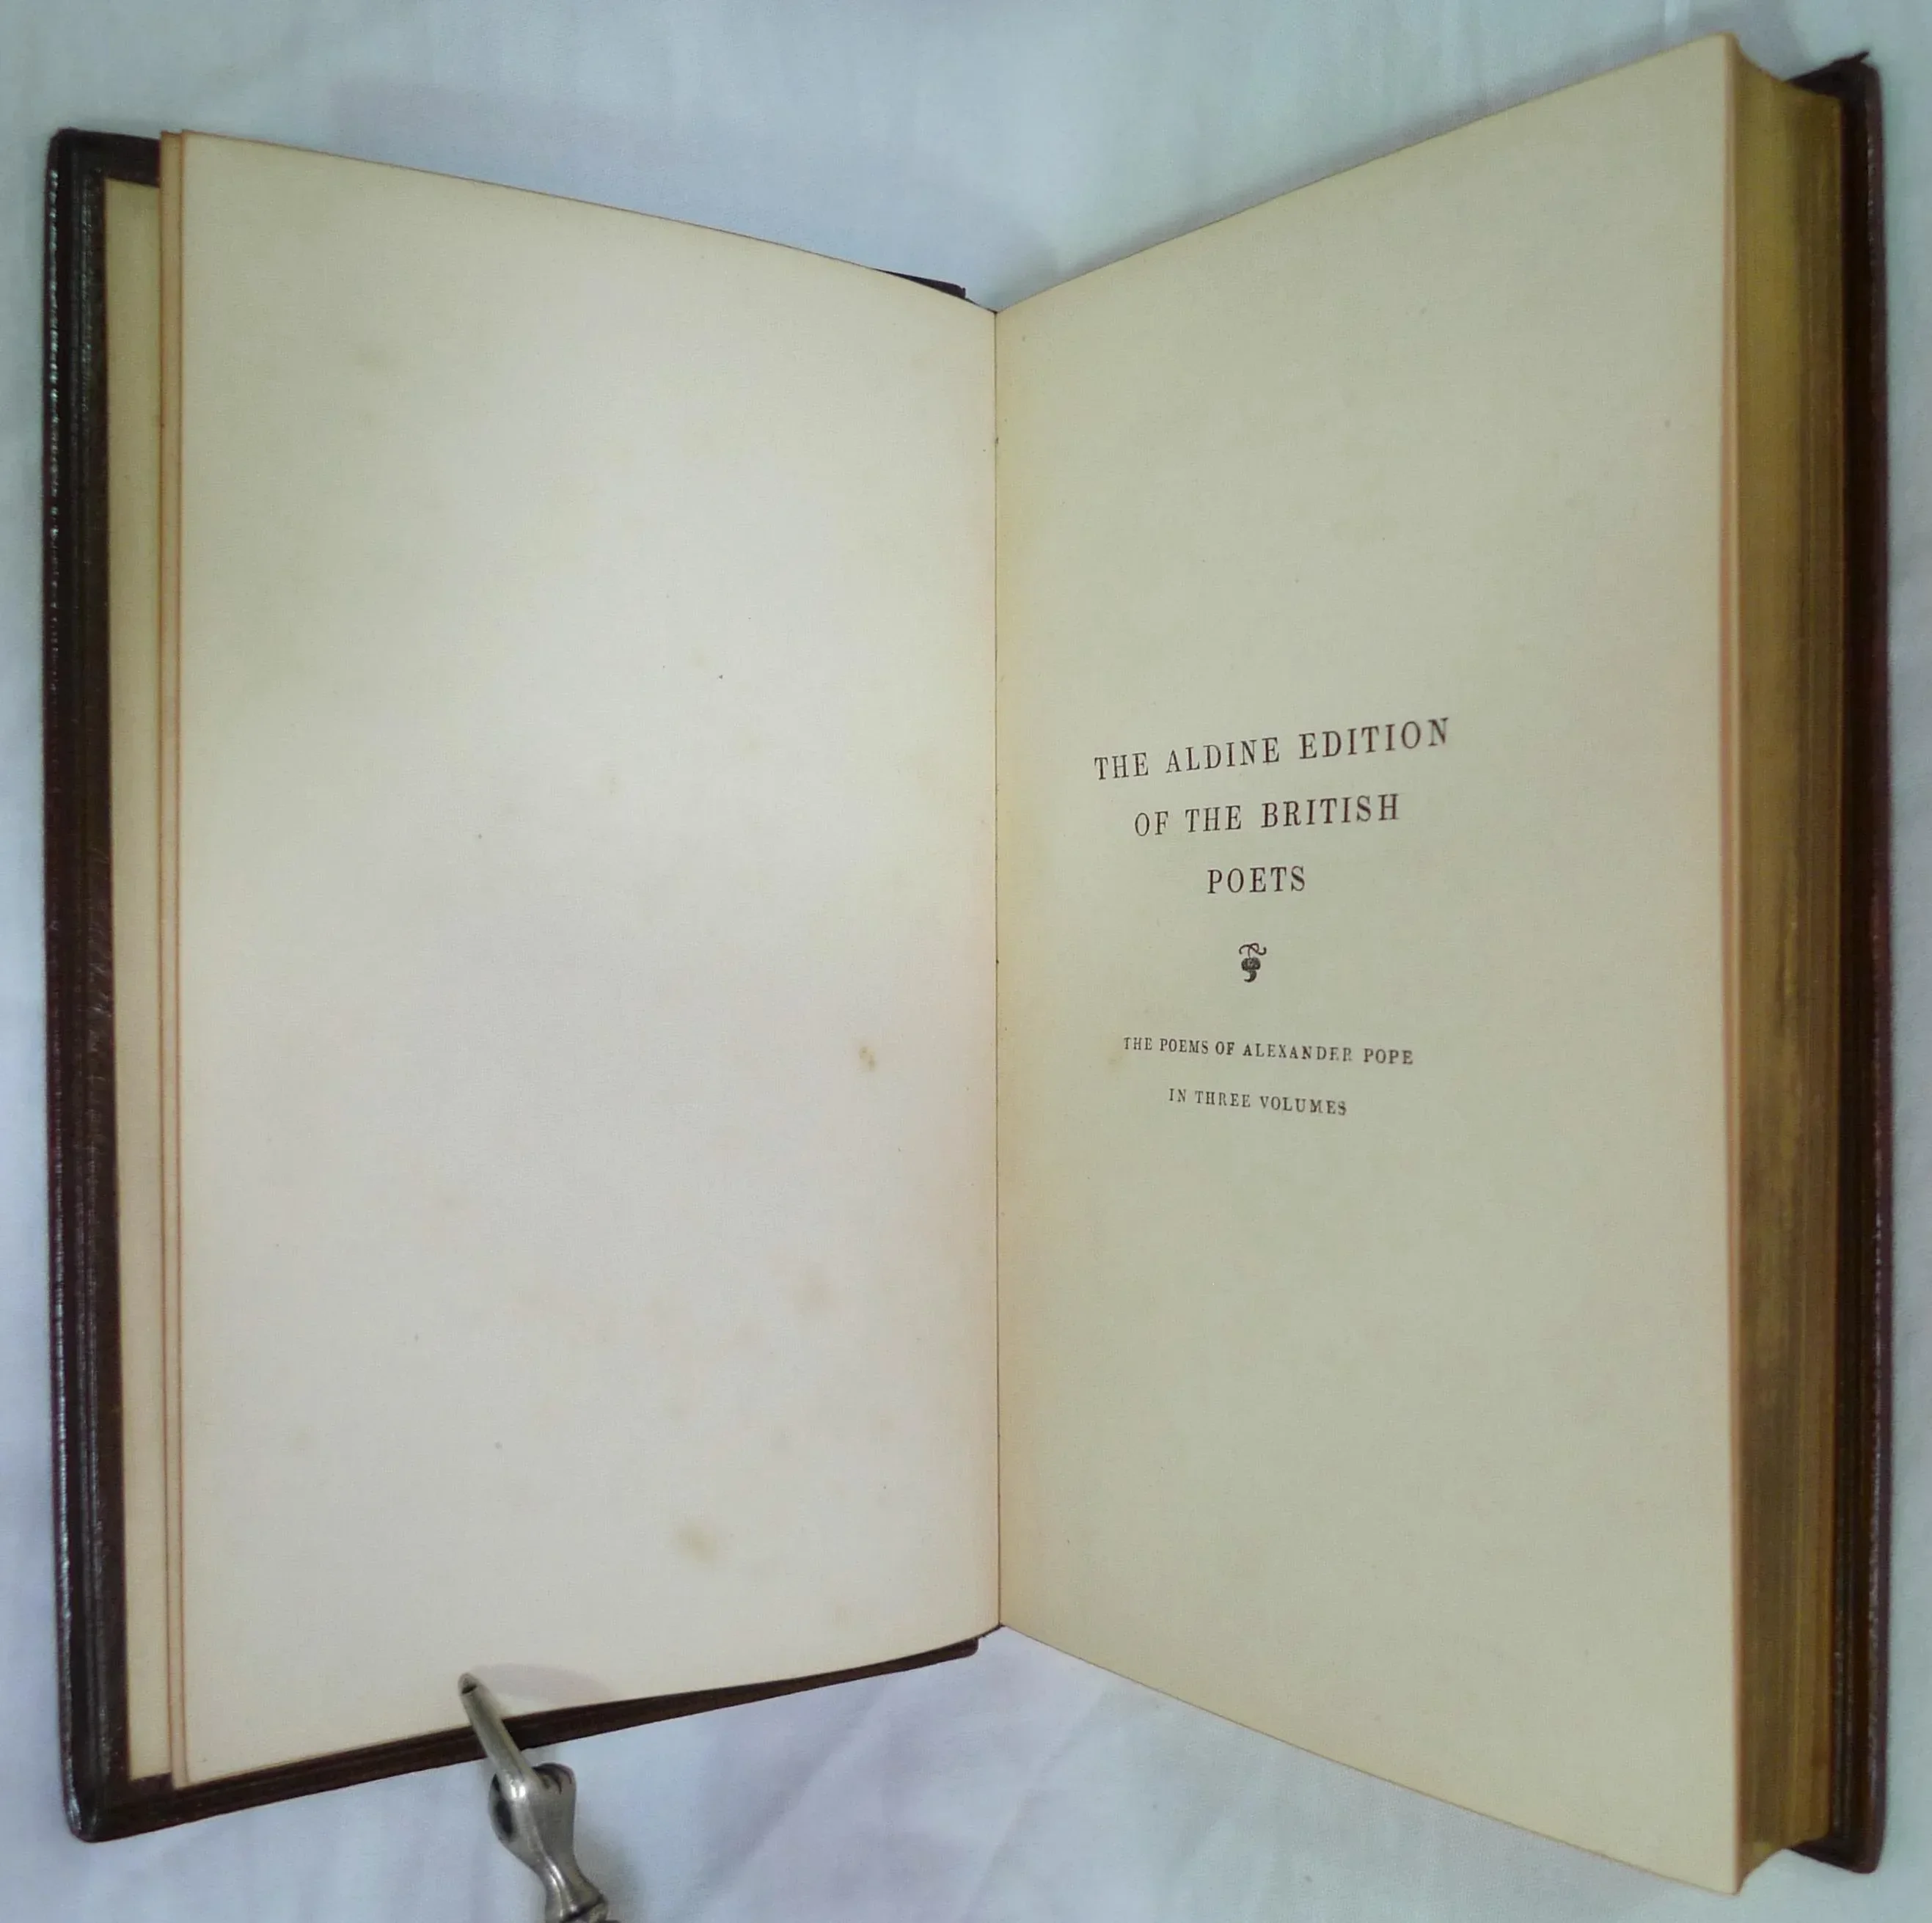 THE ALDINE EDITION
OF THE BRITISH
POETS
THE POEMS OF ALEXANDER POPE
IN THREE VOLUMES